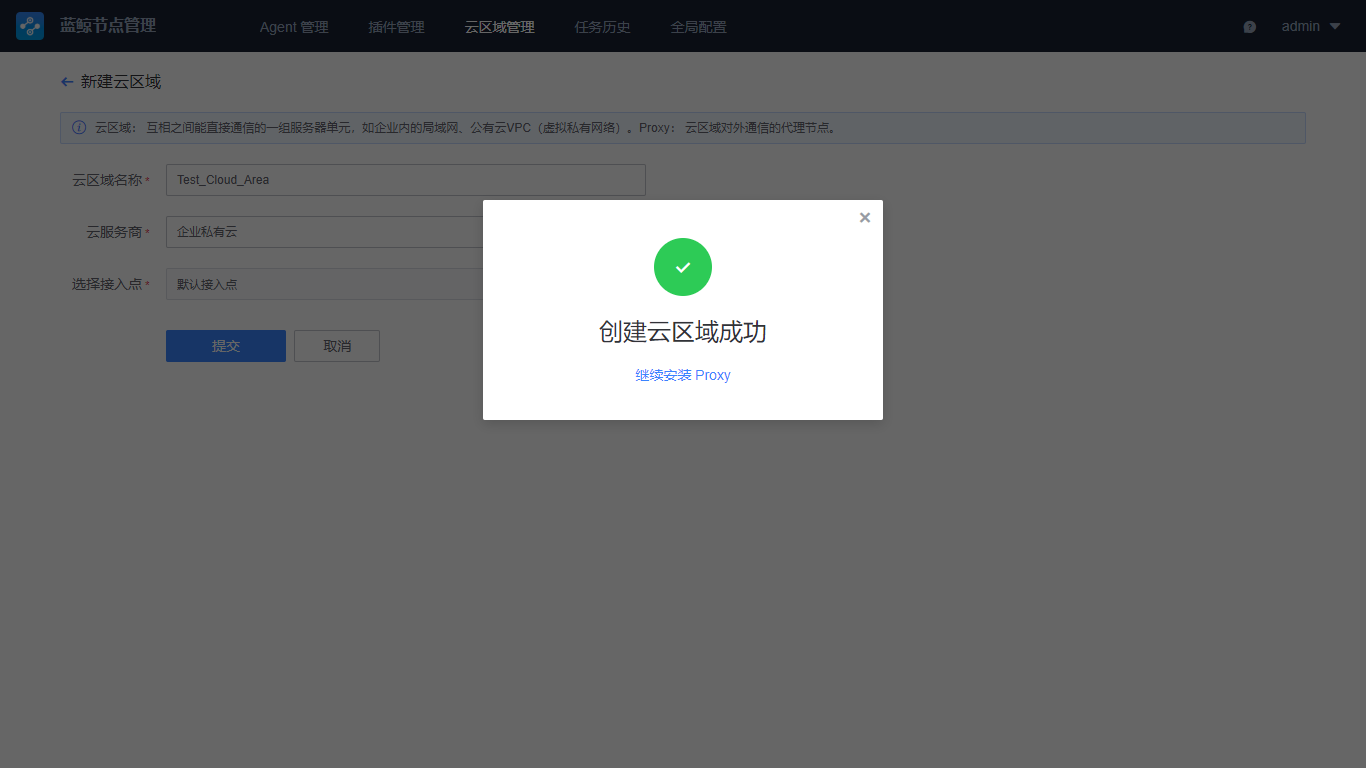 蓝鲸节点管理 Agent 管理 插件管理 云区域管理 任务历史 全局配置 admin
新建云区域
云区域： 互相之间能直接通信的一组服务器单元，如企业内的局域网、公有云VPC（虚拟私有网络）。Proxy： 云区域对外通信的代理节点。
云区域名称 * Test_Cloud_Area
云服务商 * 企业私有云
选择接入点 * 默认接入点
提交 取消
创建云区域成功
继续安装 Proxy